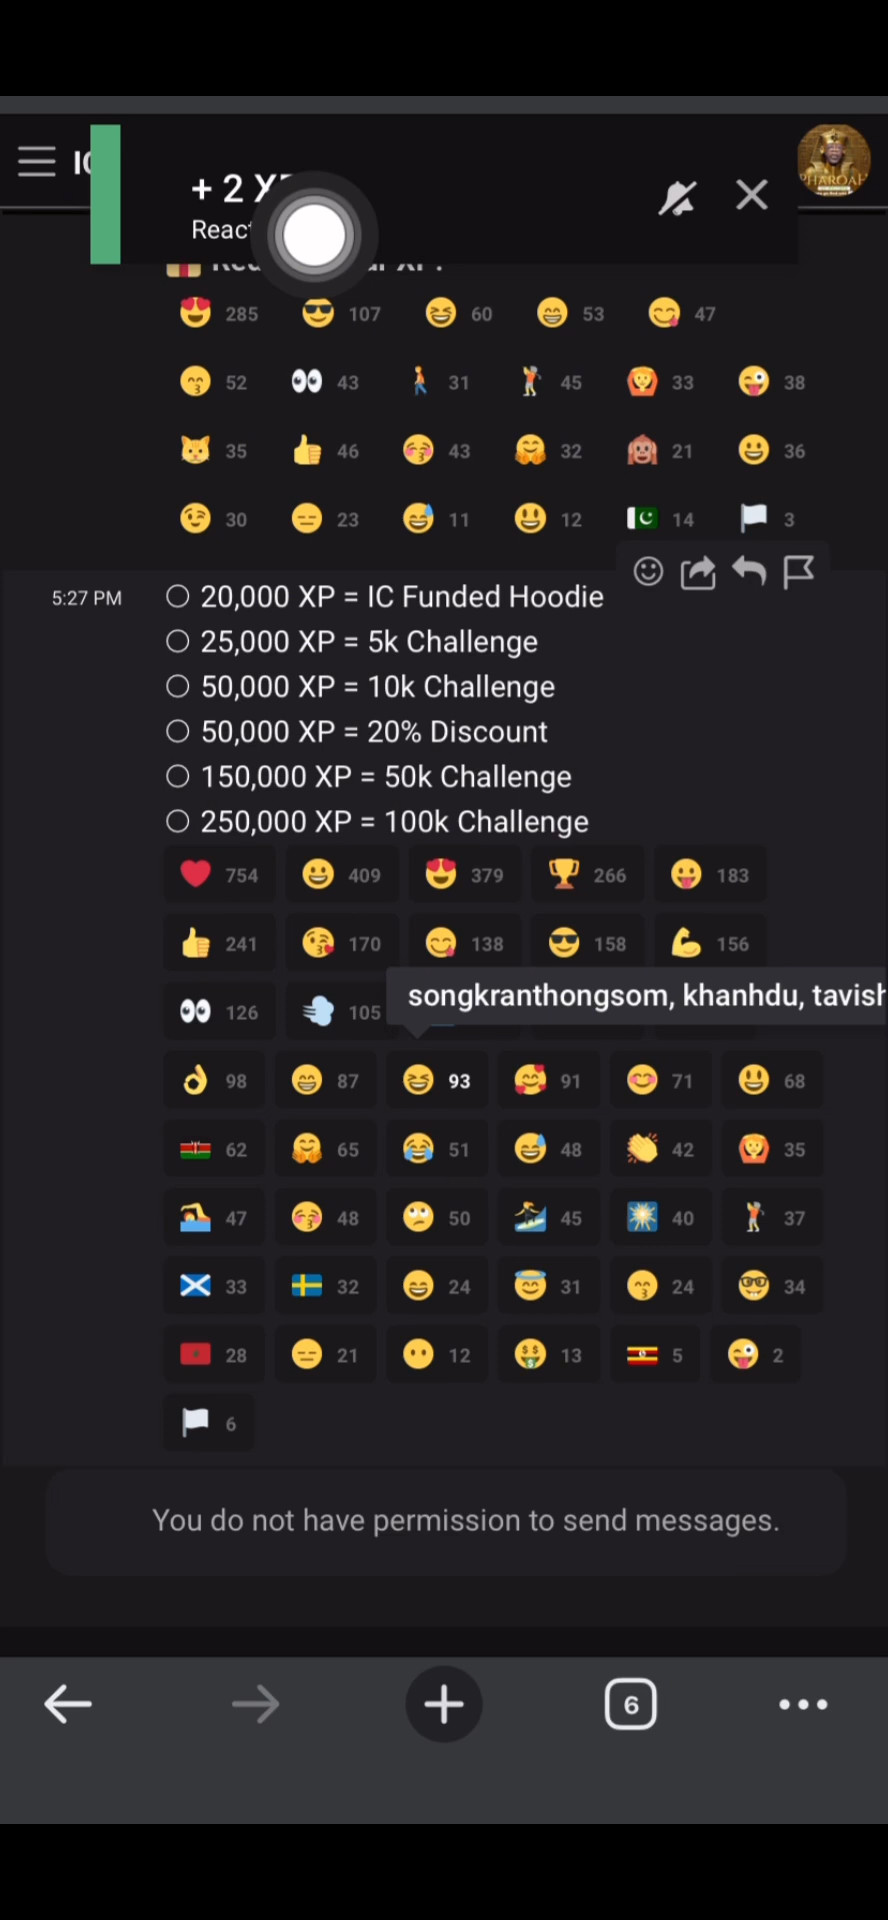 + 2
5:27 PM
○ 20,000 XP = IC Funded Hoodie
○ 25,000 XP = 5k Challenge
○ 50,000 XP = 10k Challenge
○ 50,000 XP = 20% Discount
○ 150,000 XP = 50k Challenge
○ 250,000 XP = 100k Challenge
285 107 60 53 47
52 43 31 45 33 38
35 46 43 32 21 36
30 23 11 12 14 3
754 409 379 266 183
241 170 138 158 156
126 105
songkranthongsom, khanhdu,
98 87 93 91 71 68
62 65 51 48 42 35
47 48 50 45 40 37
33 32 24 31 24 34
28 21 12 13 5 2
6
You do not have permission to send messages.
6